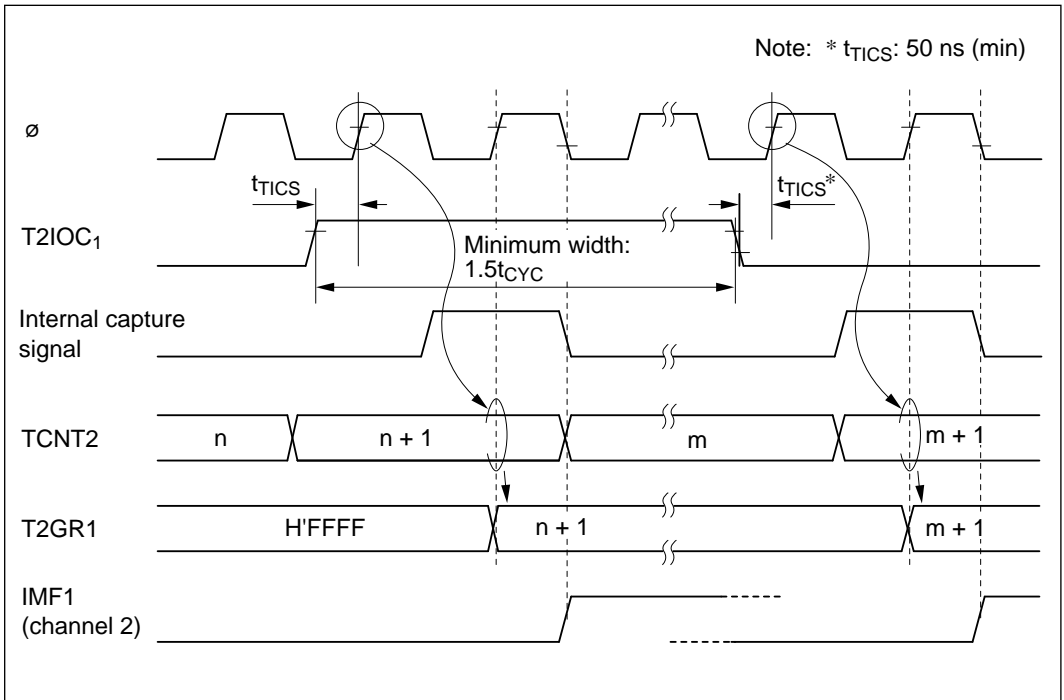 Note: * tTICS: 50 ns (min)
ø
tTICS
tTICS*
T2IOC1
Minimum width:
1.5tCYC
Internal capture
signal
TCNT2
n
n + 1
m
m + 1
T2GR1
H'FFFF
n + 1
m + 1
IMF1
(channel 2)